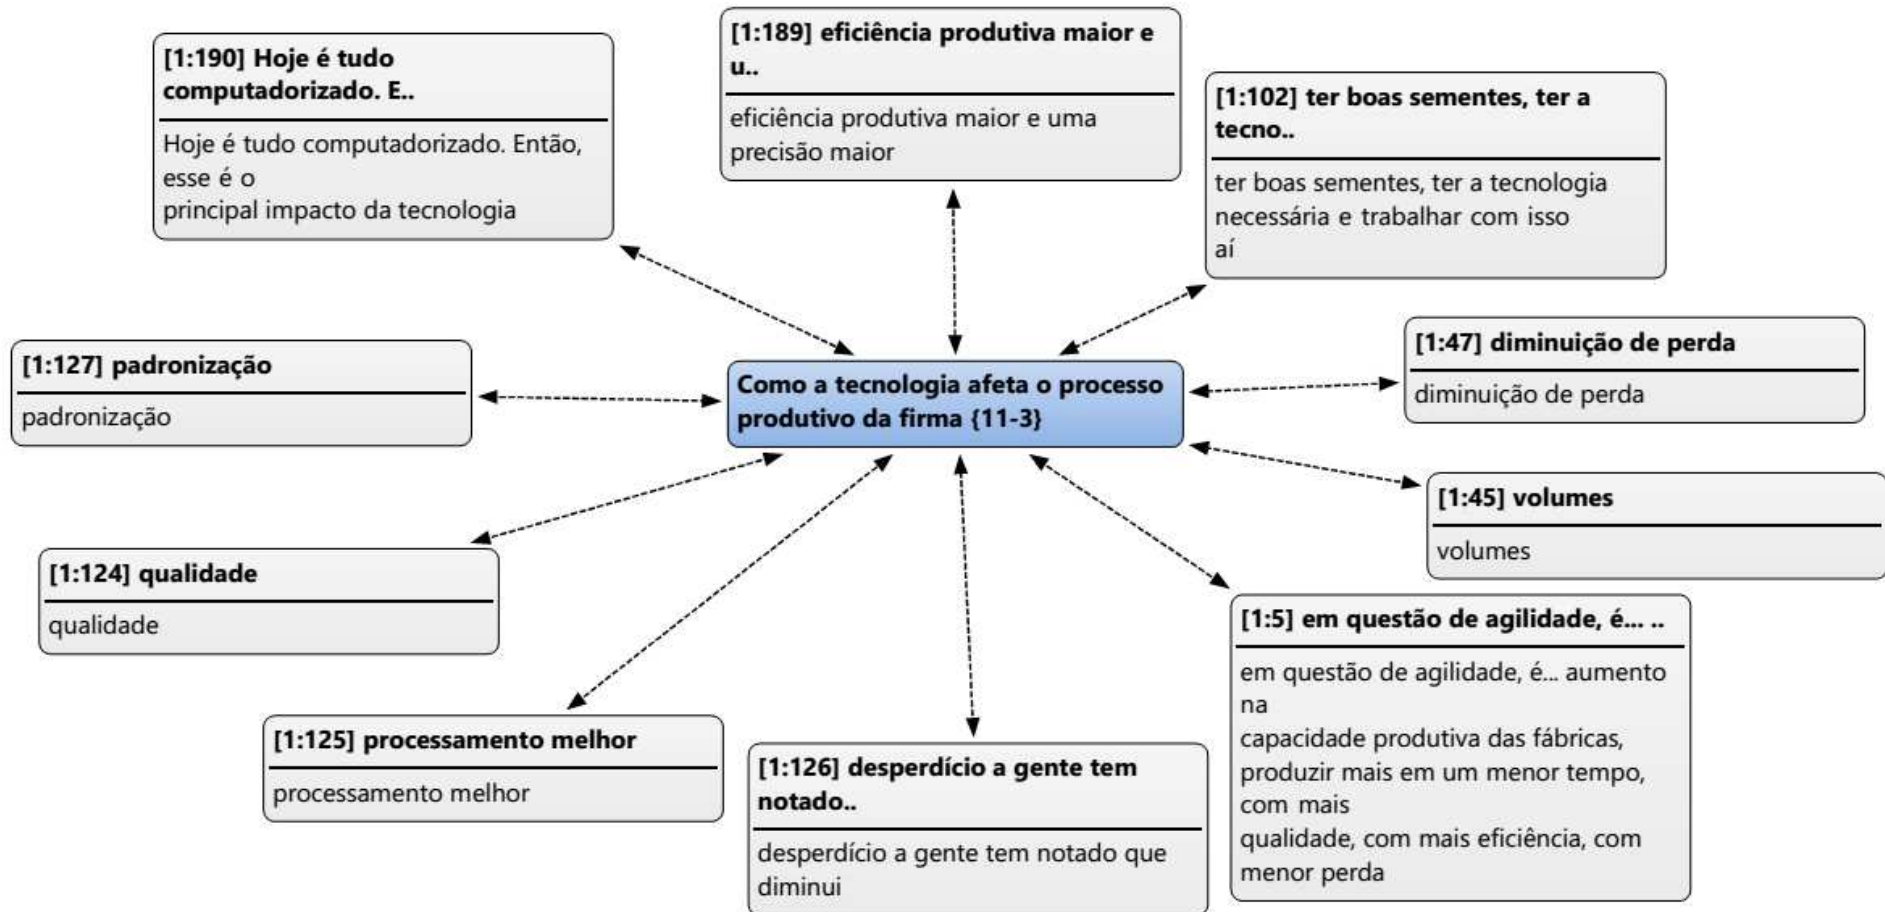 [1:190] Hoje é tudo
computadorizado. E..
Hoje é tudo computadorizado. Então,
esse é o
principal impacto da tecnologia
[1:189] eficiência produtiva maior e
u..
eficiência produtiva maior e uma
precisão maior
[1:102] ter boas sementes, ter a
tecno..
ter boas sementes, ter a tecnologia
necessária e trabalhar com isso
aí
[1:127] padronização
padronização
Como a tecnologia afeta o processo
produtivo da firma {11-3}
[1:47] diminuição de perda
diminuição de perda
[1:45] volumes
volumes
[1:124] qualidade
qualidade
[1:5] em questão de agilidade, é... ..
em questão de agilidade, é... aumento
na
capacidade produtiva das fábricas,
produzir mais em um menor tempo,
com mais
qualidade, com mais eficiência, com
menor perda
[1:125] processamento melhor
processamento melhor
[1:126] desperdício a gente tem
notado..
desperdício a gente tem notado que
diminui